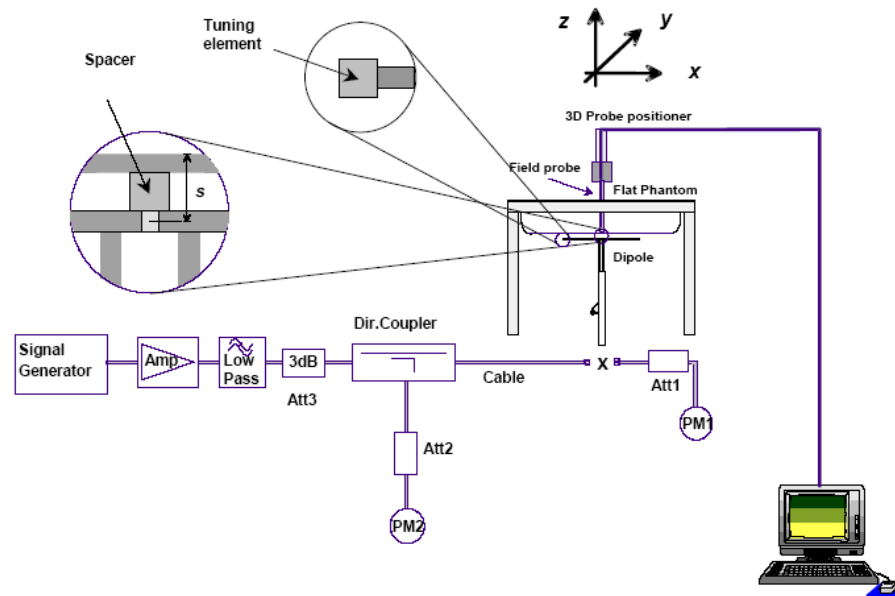 Tuning
element
Spacer
z
y
x
3D Probe positioner
Field probe
Flat Phantom
s
Dipole
Dir.Coupler
Signal
Generator
Amp
Low
Pass
3dB
Att3
Cable
X
Att1
PM1
Att2
PM2